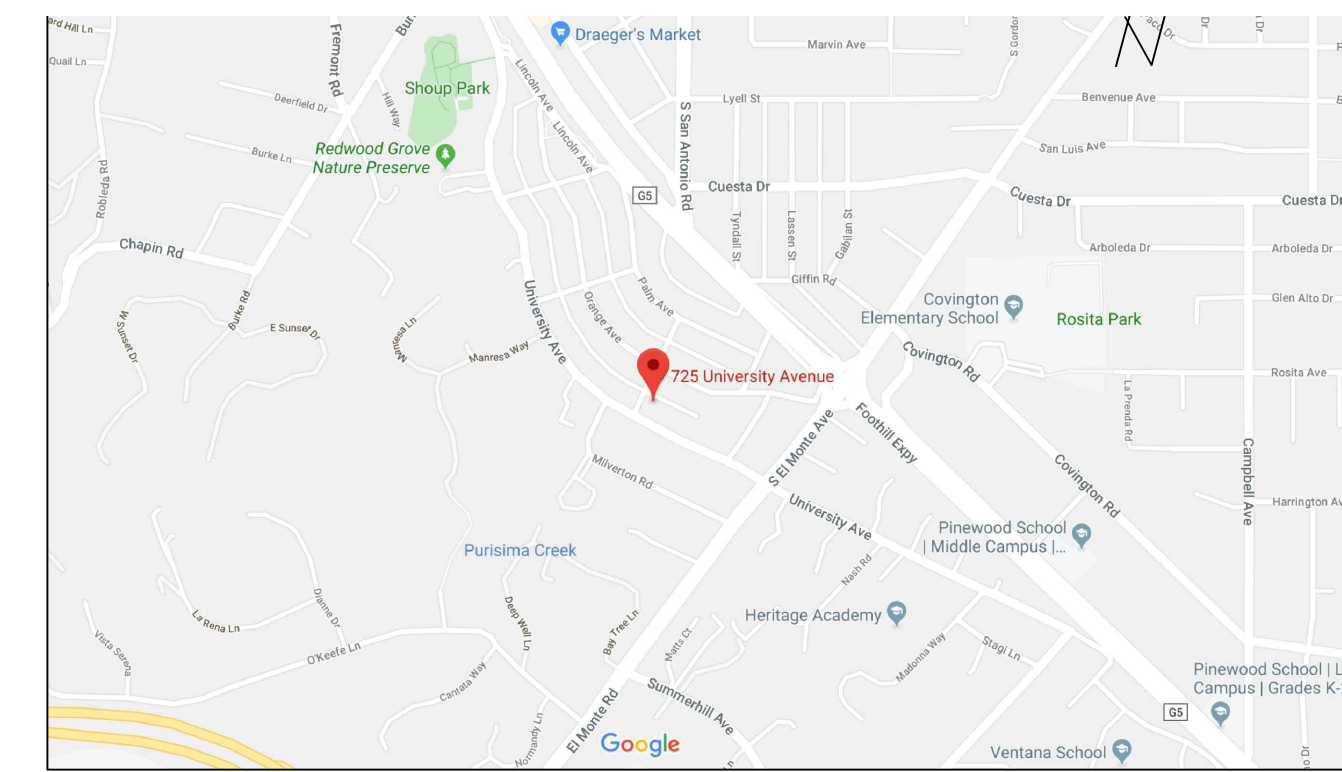 Draeger's Market
Marvin Ave
Quail Ln
Fremont Rd
Shoup Park
Lincoln Ave
Lyell St
Benvenue Ave
Deerfield Dr
Hill Way
S San Antonio Rd
Lincoln Ave
Redwood Grove
Nature Preserve
Burke Ln
San Luis Ave
Robleda Rd
G5
Cuesta Dr
Cuesta Dr
Cuesta Dr
Tyndall St
Lassen St
Gabilan St
Chapin Rd
Arboleda Dr
Arboleda Dr
Giffin Rd
University Ave
Palm Ave
Orange Ave
Covington
Elementary School
Rosita Park
Glen Alto Dr
W Sunset Dr
Burke Rd
E Sunset Dr
Manresa Ln
Manresa Way
Covington Rd
725 University Avenue
Rosita Ave
La Prenda Rd
Foothill Expy
S El Monte Ave
Milverton Rd
Covington Rd
Campbell Ave
University Ave
Harrington Av
Pinewood School
| Middle Campus |...
Purisima Creek
Nash Rd
Heritage Academy
La Rena Ln
Dianne Dr
Deep Well Ln
Bay Tree Ln
Matts Ct
Madonna Way
Stagi Ln
Vista Serena
O'Keefe Ln
Cantata Way
Summerhill Ave
Pinewood School | L
Campus | Grades K-
G5
El Monte Rd
Normandy Ln
Google
Ventana School